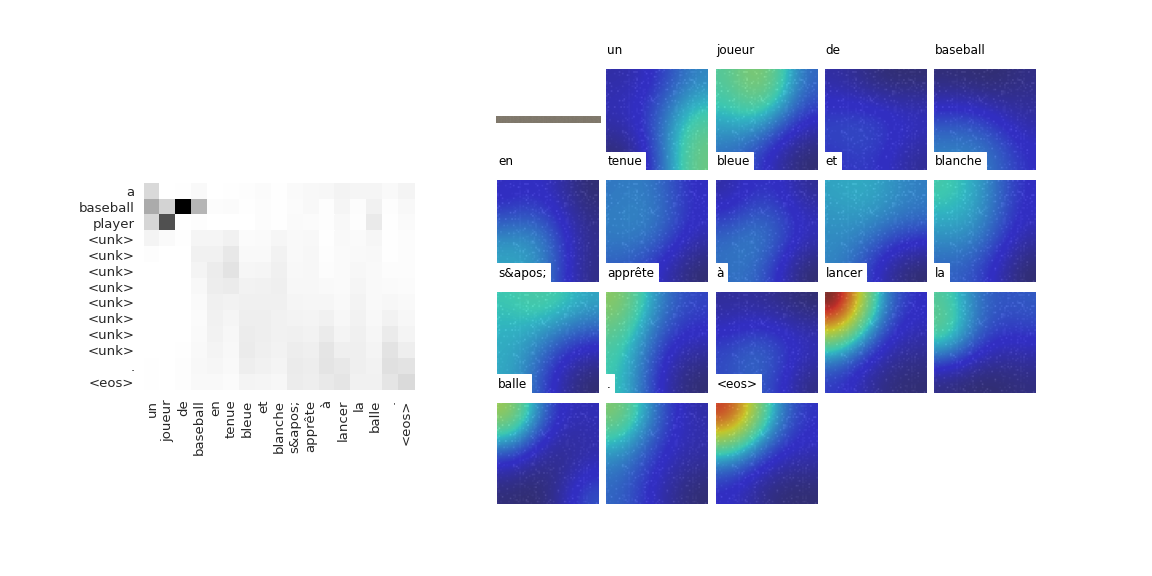 a
baseball
player
<unk>
<unk>
<unk>
<unk>
<unk>
<unk>
<unk>
<unk>
.
<eos>
un
joueur
de
baseball
en
tenue
bleue
et
blanche
s&apos;
apprête
à
lancer
la
balle
.
<eos>
un joueur de baseball
en tenue bleue et blanche
s&apos; apprête à lancer la
balle . <eos>